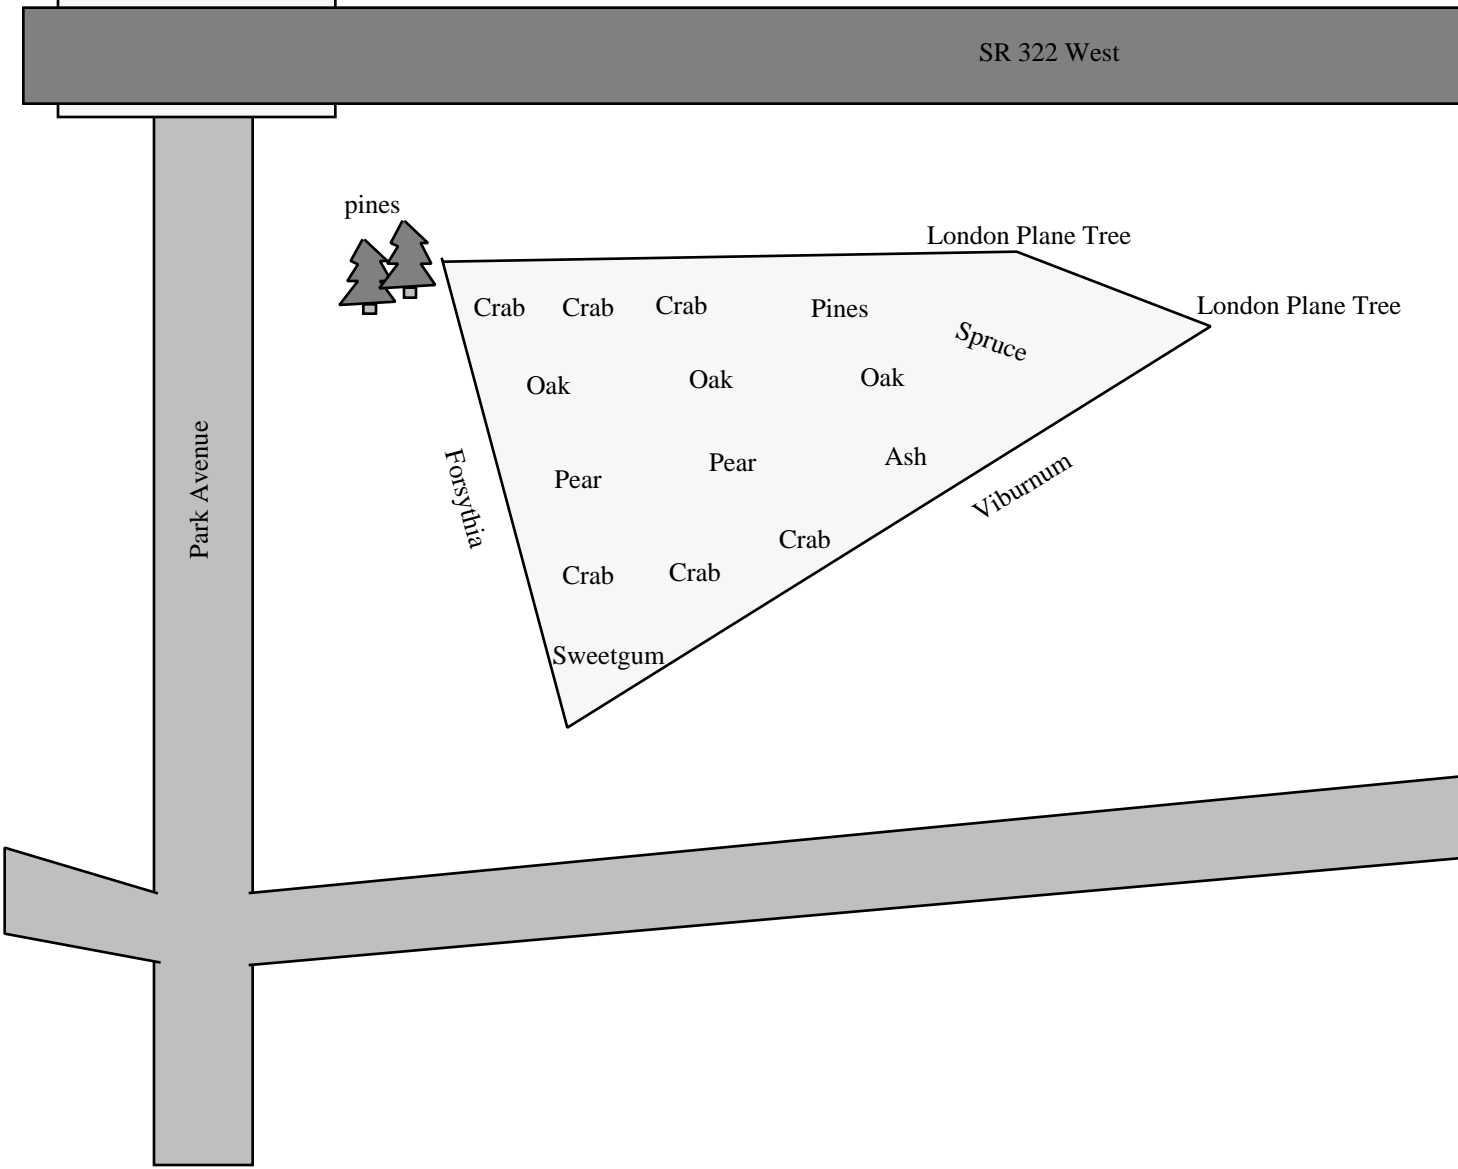 SR 322 West
pines
London Plane Tree
London Plane Tree
Crab Crab Crab Pines
Spruce
Oak Oak Oak
Park Avenue
Forsythia
Pear Pear Ash
Viburnum
Crab
Crab Crab
Sweetgum